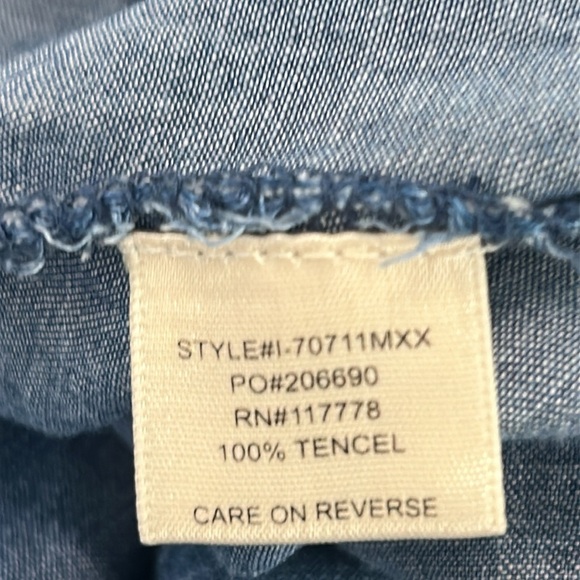 STYLE#I-70711MXX
PO#206690
RN#117778
100% TENCEL
CARE ON REVERSE